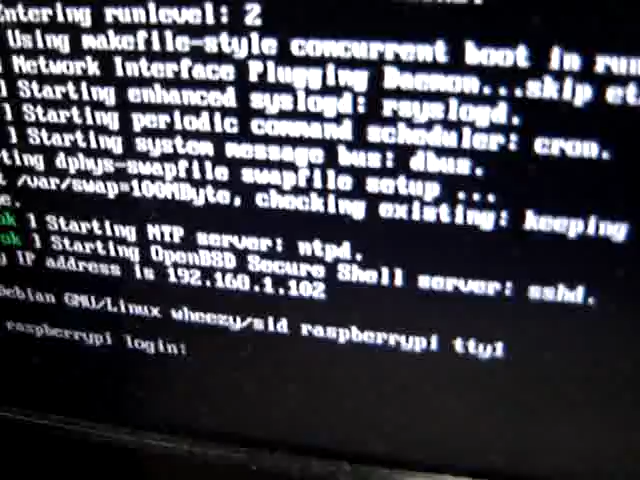 Entering runlevel: 2
Using makefile-style concurrent boot in run
Network Interface Plugging Daemon...skip et
] Starting enhanced syslogd: rsyslogd.
] Starting periodic command scheduler: cron.
] Starting system message bus: dbus.
ting dphys-swapfile swapfile setup ...
t /var/swap=100MByte, checking existing: keeping
e.
ok ] Starting NTP server: ntpd.
ok ] Starting OpenBSD Secure Shell server: sshd.
y IP address is 192.168.1.102
Debian GNU/Linux wheezy/sid raspberrypi tty1
raspberrypi login: